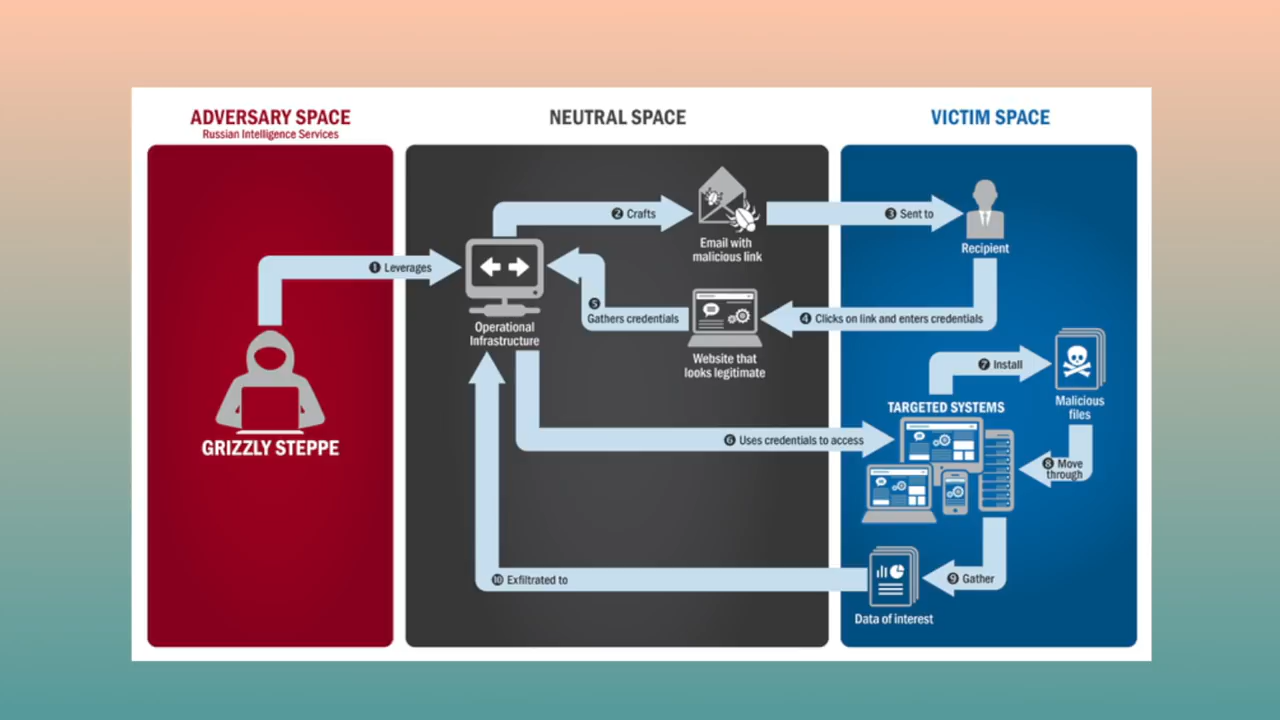 ADVERSARY SPACE
Russian Intelligence Services
NEUTRAL SPACE
VICTIM SPACE
1 Leverages
2 Crafts
3 Sent to
Email with
malicious link
Recipient
Operational
Infrastructure
5
Gathers credentials
4 Clicks on link and enters credentials
Website that
looks legitimate
7 Install
Malicious
files
TARGETED SYSTEMS
6 Uses credentials to access
8 Move
through
GRIZZLY STEPPE
10 Exfiltrated to
9 Gather
Data of interest